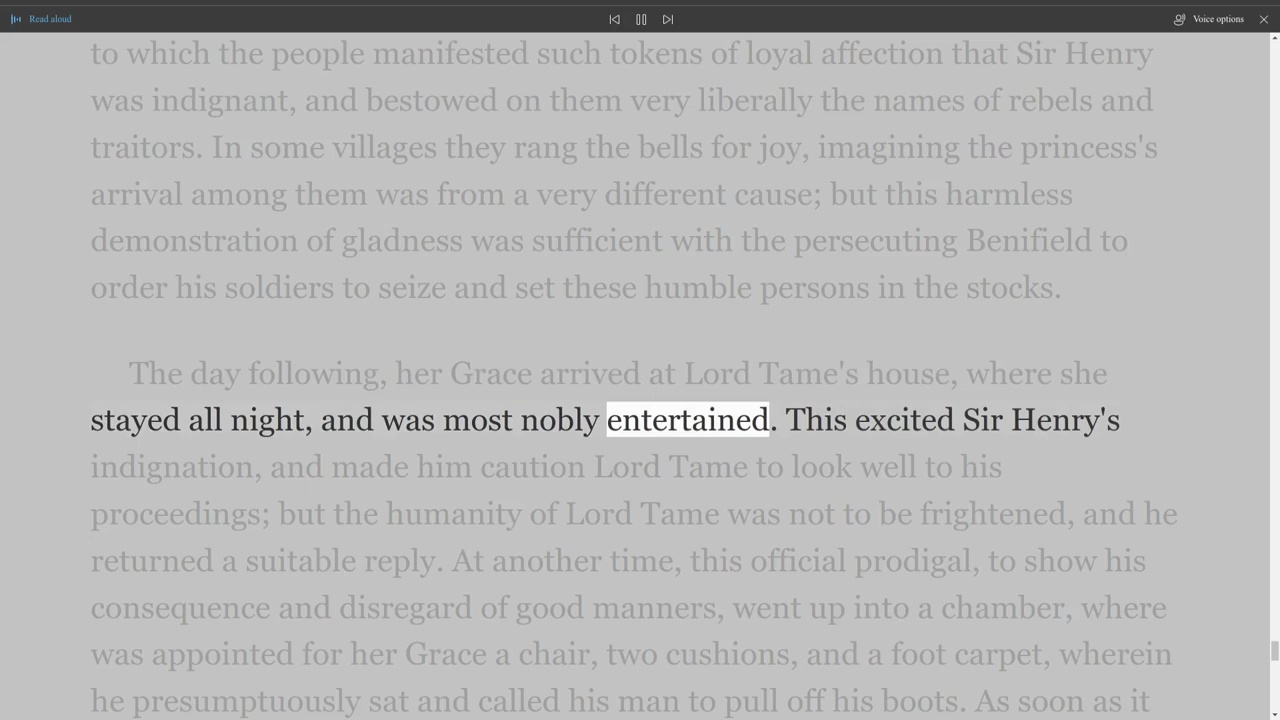 Read aloud
Voice options
to which the people manifested such tokens of loyal affection that Sir Henry
was indignant, and bestowed on them very liberally the names of rebels and
traitors. In some villages they rang the bells for joy, imagining the princess's
arrival among them was from a very different cause; but this harmless
demonstration of gladness was sufficient with the persecuting Benifield to
order his soldiers to seize and set these humble persons in the stocks.
The day following, her Grace arrived at Lord Tame's house, where she
stayed all night, and was most nobly entertained. This excited Sir Henry's
indignation, and made him caution Lord Tame to look well to his
proceedings; but the humanity of Lord Tame was not to be frightened, and he
returned a suitable reply. At another time, this official prodigal, to show his
consequence and disregard of good manners, went up into a chamber, where
was appointed for her Grace a chair, two cushions, and a foot carpet, wherein
he presumptuously sat and called his man to pull off his boots. As soon as it